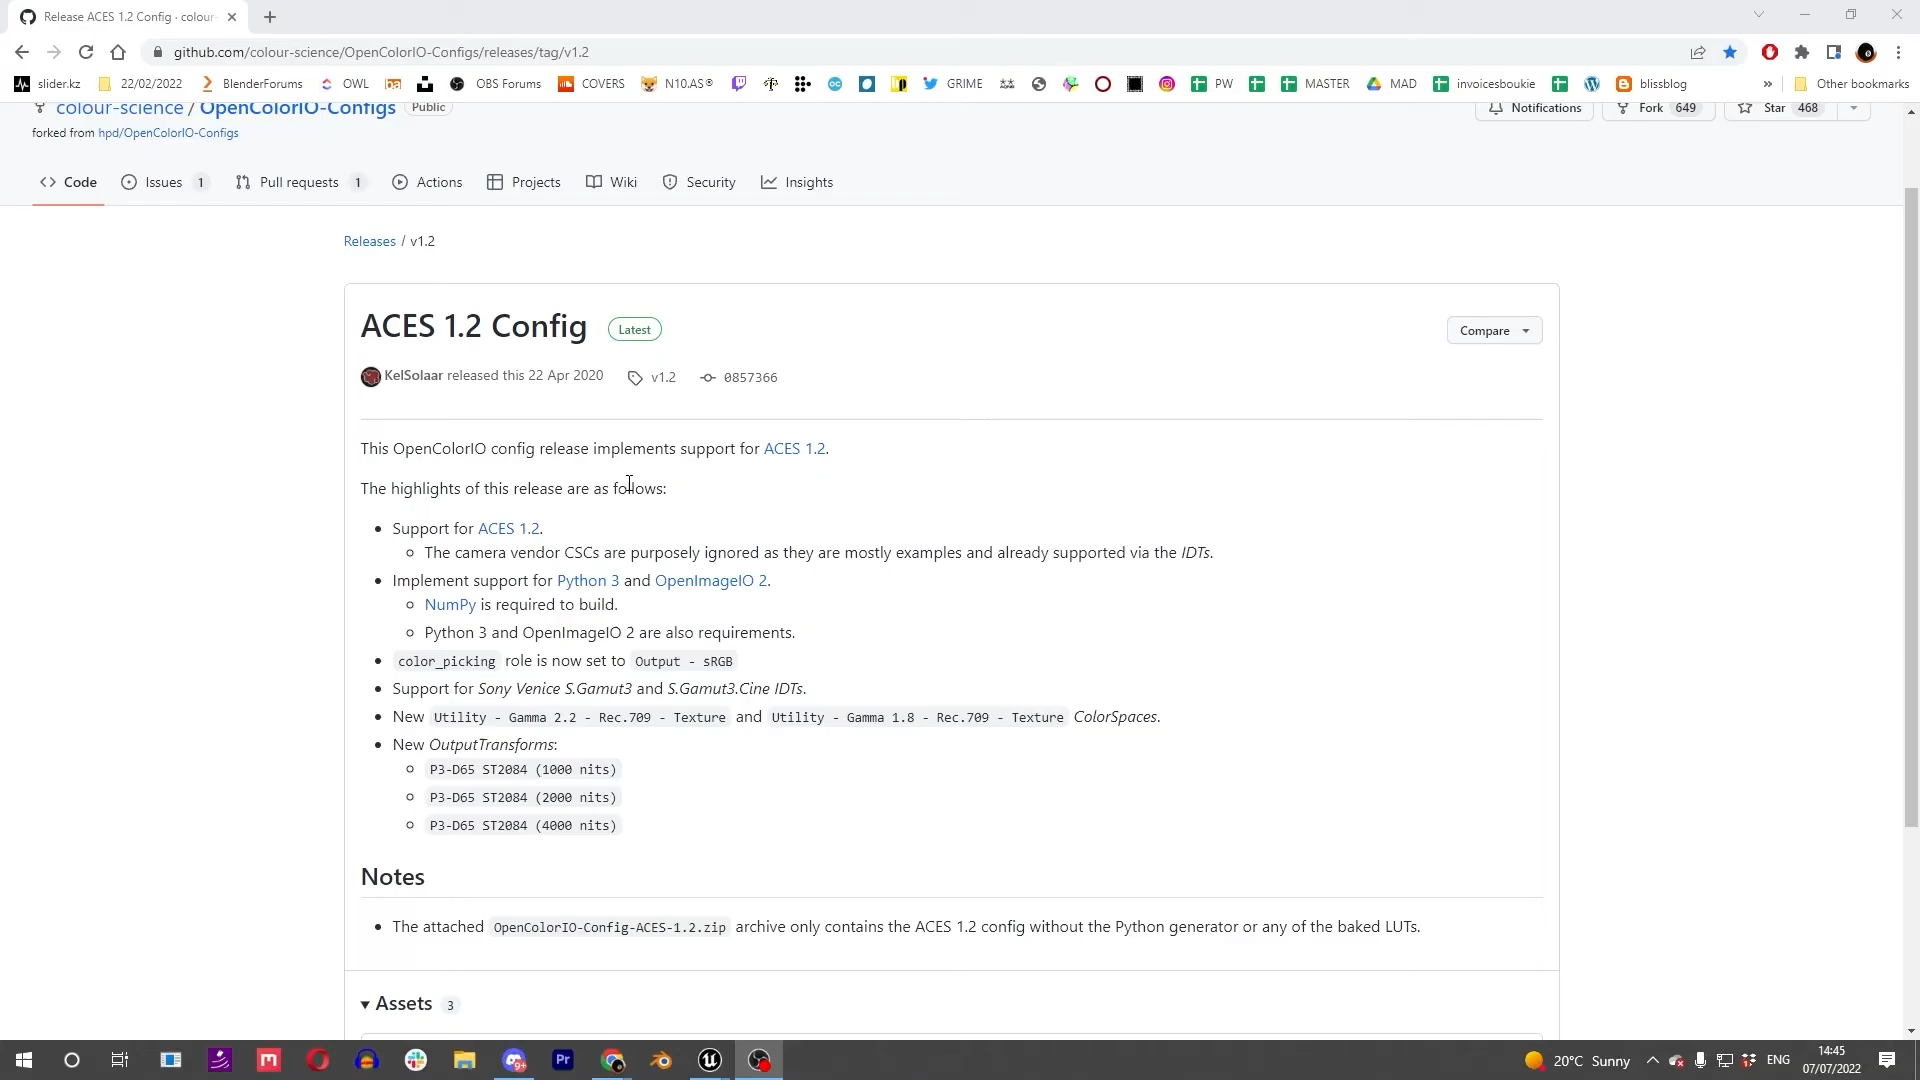 Release ACES 1.2 Config · colour-
github.com/colour-science/OpenColorIO-Configs/releases/tag/v1.2
slider.kz 22/02/2022 BlenderForums OWL OBS Forums COVERS N10.AS® GRIME PW MASTER MAD invoicesboukie blissblog » Other bookmarks
colour-science / OpenColorIO-Configs Public Notifications Fork 649 Star 468
forked from hpd/OpenColorIO-Configs
Code Issues 1 Pull requests 1 Actions Projects Wiki Security Insights
Releases / v1.2
ACES 1.2 Config Latest Compare
KelSolaar released this 22 Apr 2020 v1.2 0857366
This OpenColorIO config release implements support for ACES 1.2.
The highlights of this release are as follows:
Support for ACES 1.2.
The camera vendor CSCs are purposely ignored as they are mostly examples and already supported via the IDTs.
Implement support for Python 3 and OpenImageIO 2.
NumPy is required to build.
Python 3 and OpenImageIO 2 are also requirements.
color_picking role is now set to Output - sRGB
Support for Sony Venice S.Gamut3 and S.Gamut3.Cine IDTs.
New Utility - Gamma 2.2 - Rec.709 - Texture and Utility - Gamma 1.8 - Rec.709 - Texture ColorSpaces.
New OutputTransforms:
P3-D65 ST2084 (1000 nits)
P3-D65 ST2084 (2000 nits)
P3-D65 ST2084 (4000 nits)
Notes
The attached OpenColorIO-Config-ACES-1.2.zip archive only contains the ACES 1.2 config without the Python generator or any of the baked LUTs.
Assets 3
Pr 20°C Sunny ENG 14:45
07/07/2022